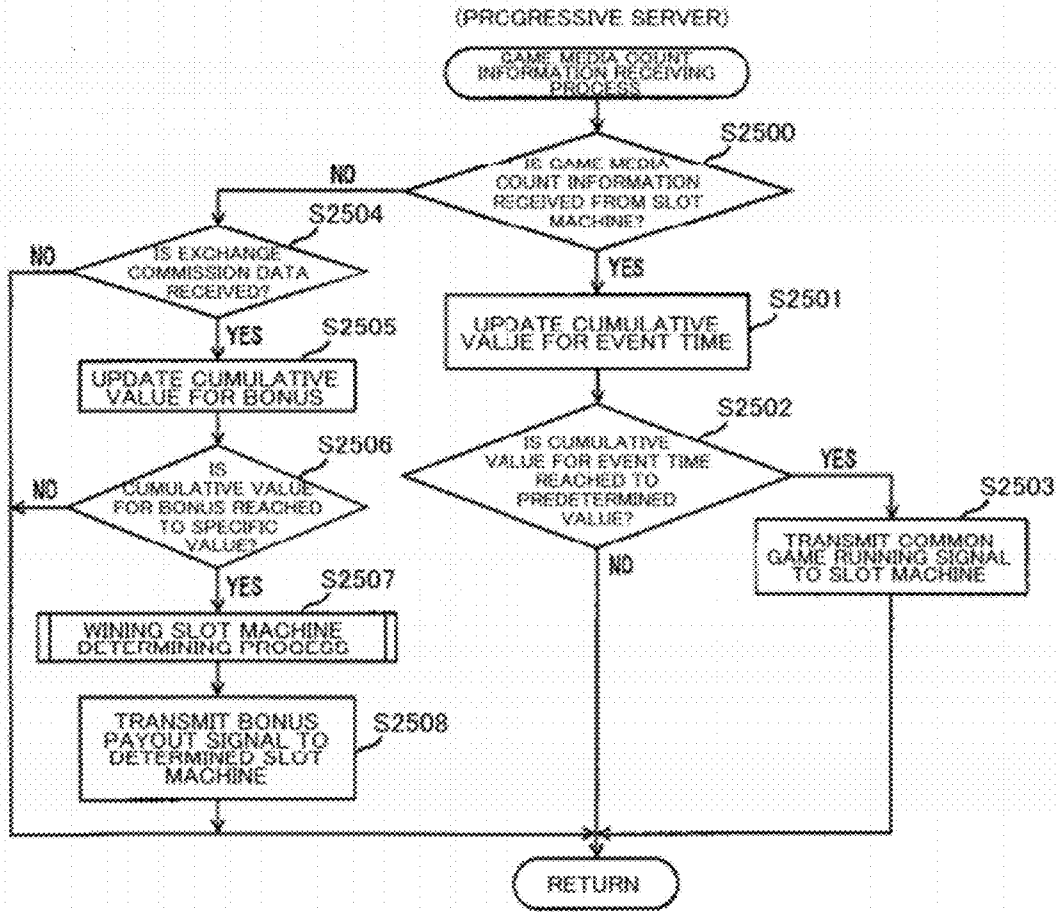 (PROGRESSIVE SERVER)
GAME MEDIA COUNT
INFORMATION RECEIVING
PROCESS
S2500
IS GAME MEDIA
COUNT INFORMATION
RECEIVED FROM SLOT
MACHINE?
NO
YES
S2504
IS EXCHANGE
COMMISSION DATA
RECEIVED?
NO
YES
S2501
UPDATE CUMULATIVE
VALUE FOR EVENT TIME
S2505
UPDATE CUMULATIVE
VALUE FOR BONUS
S2502
IS CUMULATIVE
VALUE FOR EVENT TIME
REACHED TO
PREDETERMINED
VALUE?
YES
NO
S2506
IS
CUMULATIVE VALUE
FOR BONUS REACHED
TO SPECIFIC
VALUE?
NO
YES
S2503
TRANSMIT COMMON
GAME RUNNING SIGNAL
TO SLOT MACHINE
S2507
WINING SLOT MACHINE
DETERMINING PROCESS
S2508
TRANSMIT BONUS
PAYOUT SIGNAL TO
DETERMINED SLOT
MACHINE
RETURN